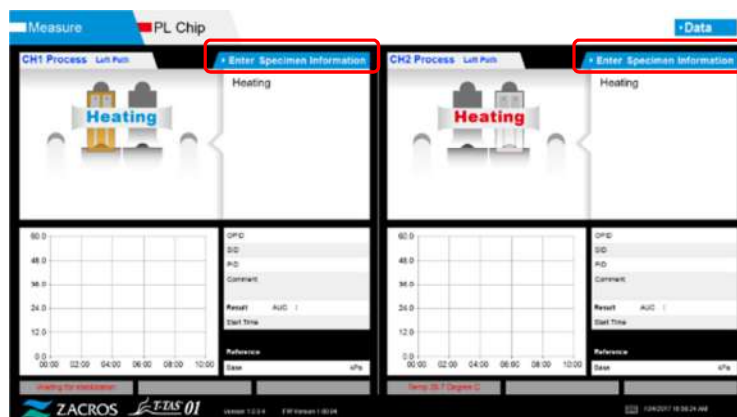 Measure
PL Chip
Data
CH1 Process Left Path
Enter Specimen Information
CH2 Process Left Path
Enter Specimen Information
Heating
Heating
Heating
Heating
60.0
48.0
36.0
24.0
12.0
0.0
00:00 02:00 04:00 06:00 08:00 10:00
OPID
SID
PID
Comment
Result AUC :
Start Time
Reference
Base kPa
60.0
48.0
36.0
24.0
12.0
0.0
00:00 02:00 04:00 06:00 08:00 10:00
OPID
SID
PID
Comment
Result AUC :
Start Time
Reference
Base kPa
Waiting for stabilization
ZACROS T-TAS 01